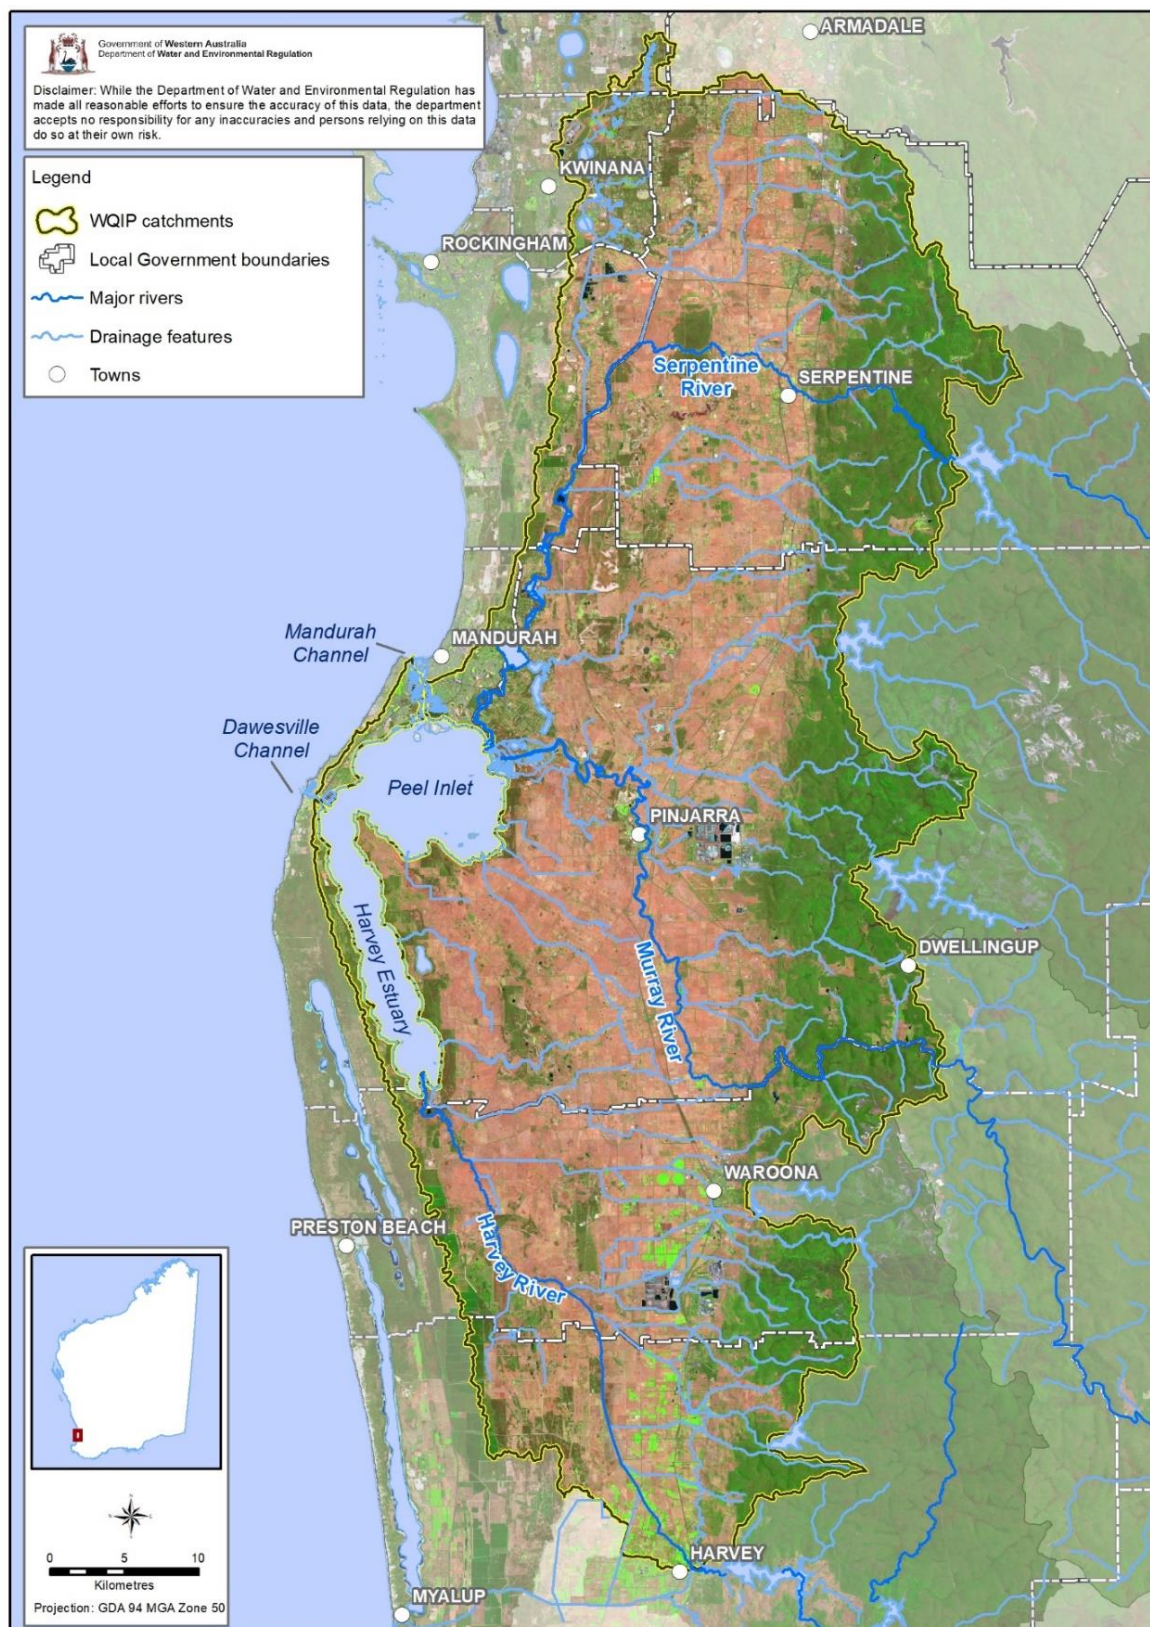 Government of Western Australia
Department of Water and Environmental Regulation
Disclaimer: While the Department of Water and Environmental Regulation has
made all reasonable efforts to ensure the accuracy of this data, the department
accepts no responsibility for any inaccuracies and persons relying on this data
do so at their own risk.
Legend
WQIP catchments
Local Government boundaries
Major rivers
Drainage features
Towns
ARMADALE
KWINANA
ROCKINGHAM
Serpentine
River
SERPENTINE
Mandurah
Channel
MANDURAH
Dawesville
Channel
Peel Inlet
PINJARRA
Harvey Estuary
Murray River
DWELLINGUP
WAROONA
PRESTON BEACH
Harvey River
HARVEY
MYALUP
0 5 10
Kilometres
Projection: GDA 94 MGA Zone 50